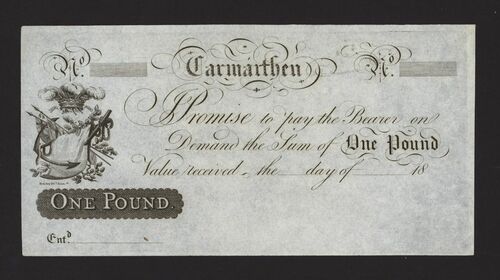 No. Carmarthen No.
I Promise to pay the Bearer on
Demand the Sum of One Pound
Value received, the day of 18
ONE POUND.
Entd.